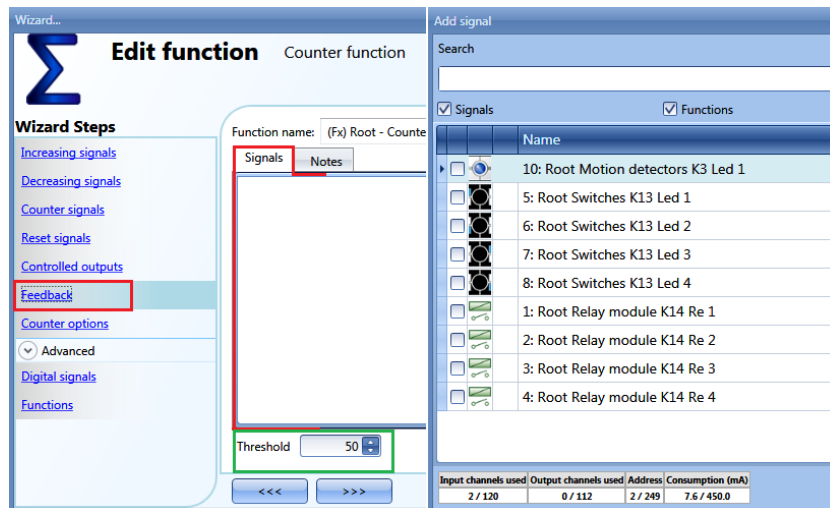 Wizard...
Edit function Counter function
Wizard Steps
Increasing signals
Decreasing signals
Counter signals
Reset signals
Controlled outputs
Feedback
Counter options
Advanced
Digital signals
Functions
Function name: (Fx) Root - Counte
Signals Notes
Threshold 50
<<< >>>
Add signal
Search
Signals Functions
Name
10: Root Motion detectors K3 Led 1
5: Root Switches K13 Led 1
6: Root Switches K13 Led 2
7: Root Switches K13 Led 3
8: Root Switches K13 Led 4
1: Root Relay module K14 Re 1
2: Root Relay module K14 Re 2
3: Root Relay module K14 Re 3
4: Root Relay module K14 Re 4
Input channels used Output channels used Address Consumption (mA)
2 / 120 0 / 112 2 / 249 7.6 / 450.0